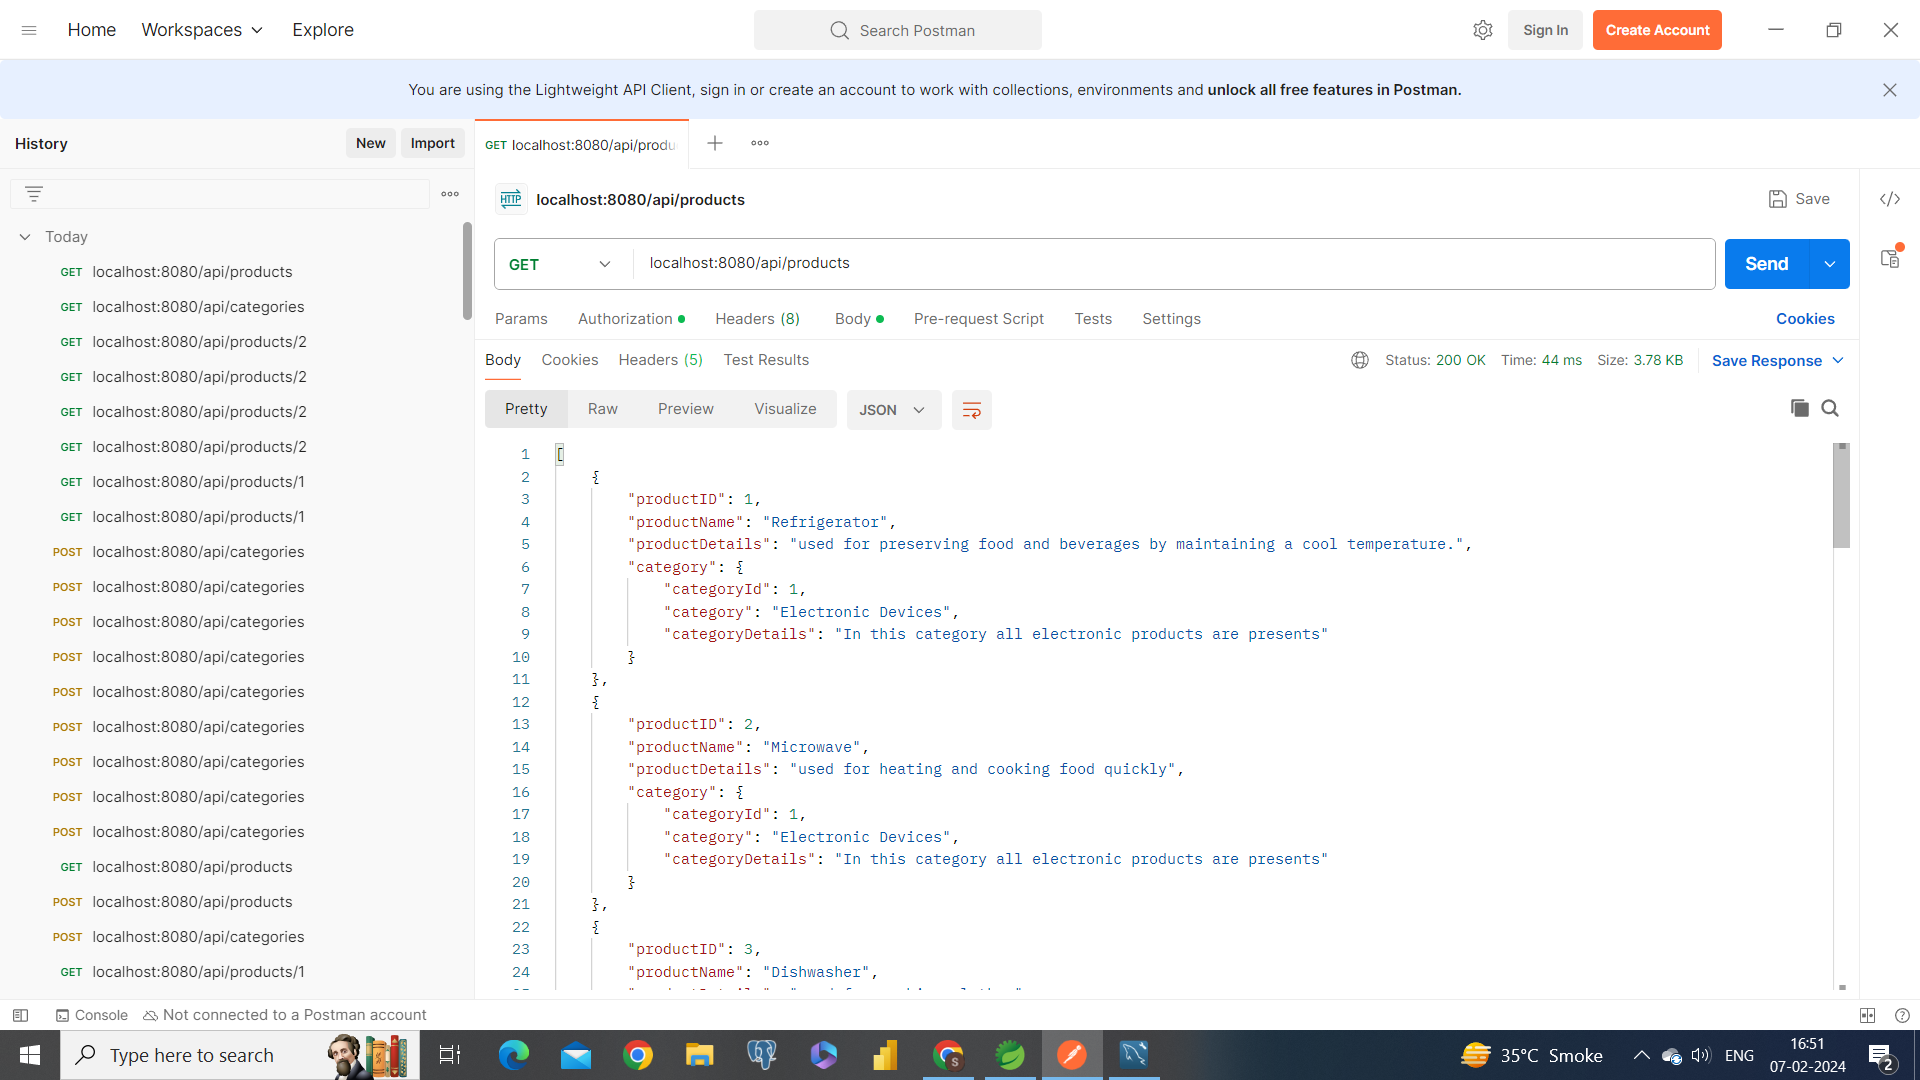 Home Workspaces Explore Search Postman Sign In Create Account
You are using the Lightweight API Client, sign in or create an account to work with collections, environments and unlock all free features in Postman.
History New Import
Today
GET localhost:8080/api/products
GET localhost:8080/api/categories
GET localhost:8080/api/products/2
GET localhost:8080/api/products/2
GET localhost:8080/api/products/2
GET localhost:8080/api/products/2
GET localhost:8080/api/products/1
GET localhost:8080/api/products/1
POST localhost:8080/api/categories
POST localhost:8080/api/categories
POST localhost:8080/api/categories
POST localhost:8080/api/categories
POST localhost:8080/api/categories
POST localhost:8080/api/categories
POST localhost:8080/api/categories
POST localhost:8080/api/categories
POST localhost:8080/api/categories
GET localhost:8080/api/products
POST localhost:8080/api/products
POST localhost:8080/api/categories
GET localhost:8080/api/products/1
GET localhost:8080/api/produ
HTTP localhost:8080/api/products Save
GET localhost:8080/api/products Send
Params Authorization Headers (8) Body Pre-request Script Tests Settings Cookies
Body Cookies Headers (5) Test Results Status: 200 OK Time: 44 ms Size: 3.78 KB Save Response
Pretty Raw Preview Visualize JSON
1 [
2 {
3 "productID": 1,
4 "productName": "Refrigerator",
5 "productDetails": "used for preserving food and beverages by maintaining a cool temperature.",
6 "category": {
7 "categoryId": 1,
8 "category": "Electronic Devices",
9 "categoryDetails": "In this category all electronic products are presents"
10 }
11 },
12 {
13 "productID": 2,
14 "productName": "Microwave",
15 "productDetails": "used for heating and cooking food quickly",
16 "category": {
17 "categoryId": 1,
18 "category": "Electronic Devices",
19 "categoryDetails": "In this category all electronic products are presents"
20 }
21 },
22 {
23 "productID": 3,
24 "productName": "Dishwasher",
Console Not connected to a Postman account
Type here to search 35°C Smoke ENG 16:51
07-02-2024 2